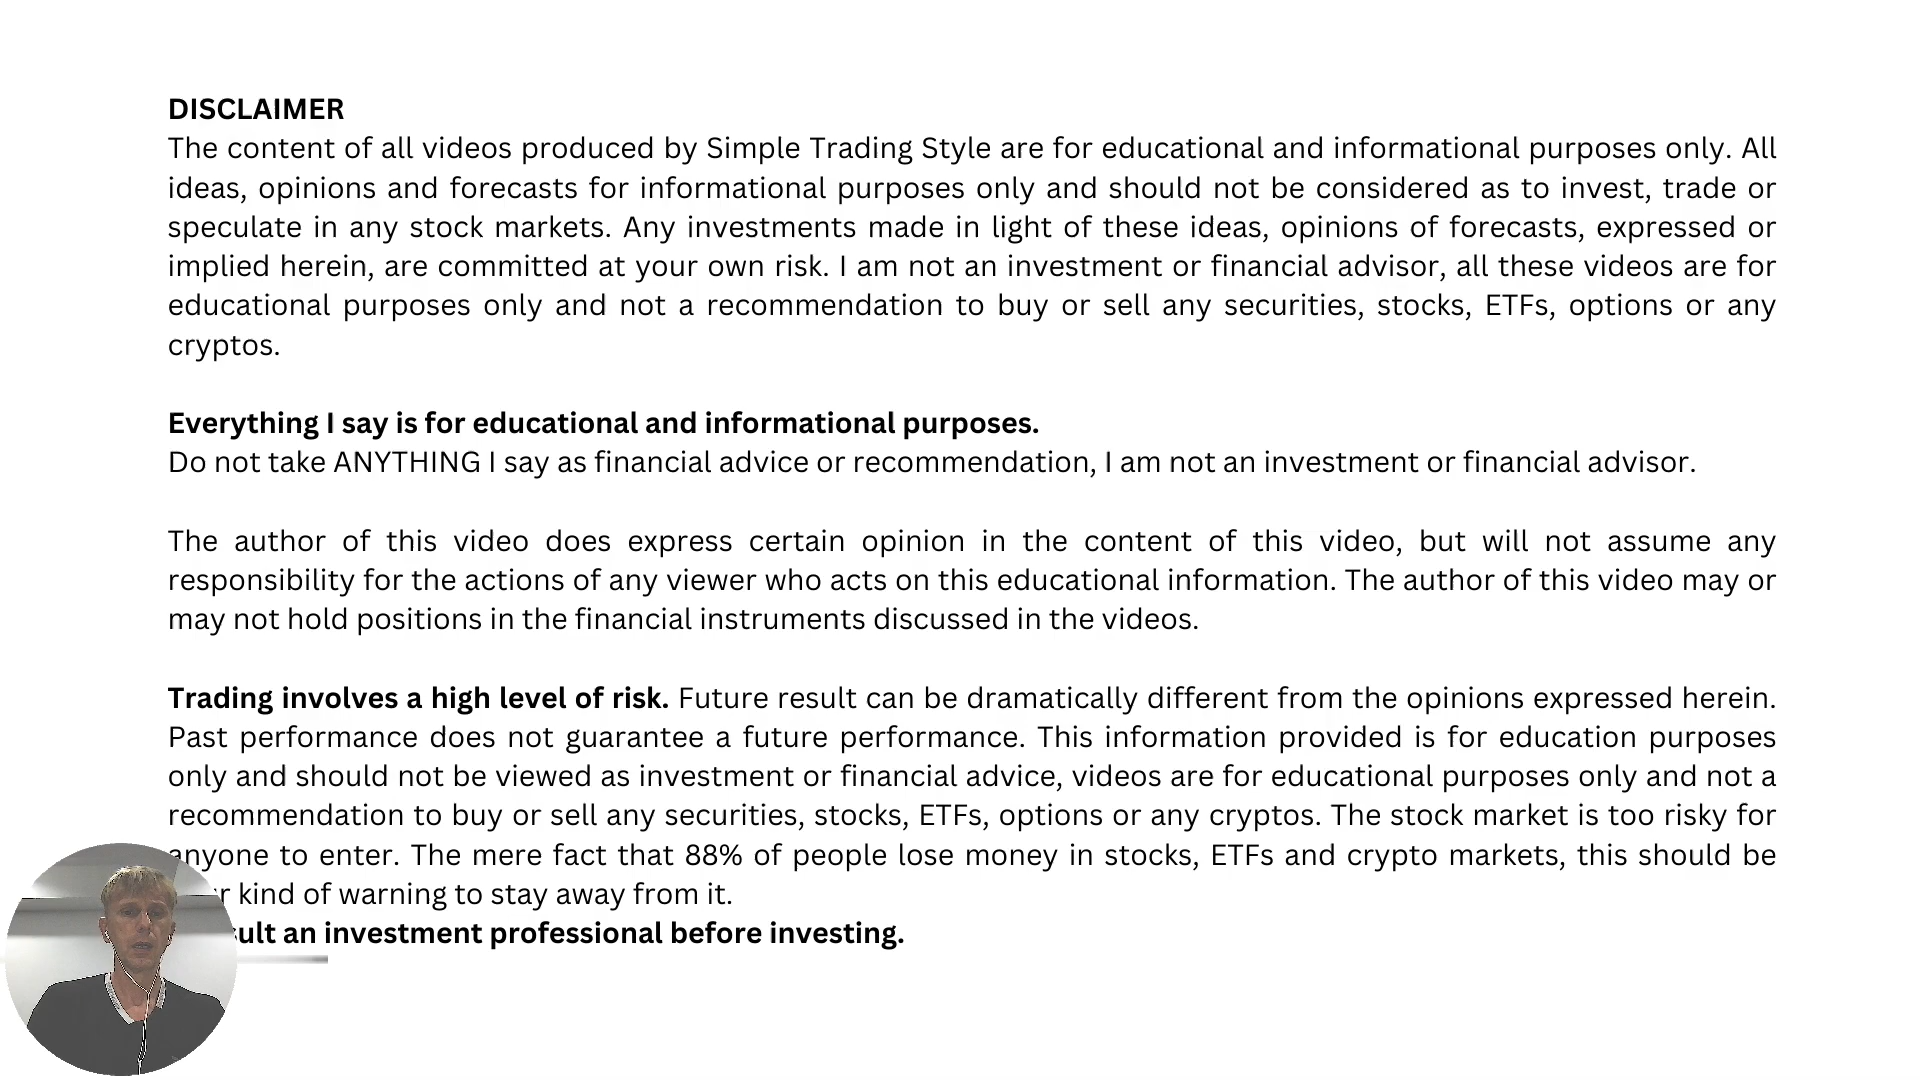 DISCLAIMER
The content of all videos produced by Simple Trading Style are for educational and informational purposes only. All
ideas, opinions and forecasts for informational purposes only and should not be considered as to invest, trade or
speculate in any stock markets. Any investments made in light of these ideas, opinions of forecasts, expressed or
implied herein, are committed at your own risk. I am not an investment or financial advisor, all these videos are for
educational purposes only and not a recommendation to buy or sell any securities, stocks, ETFs, options or any
cryptos.
Everything I say is for educational and informational purposes.
Do not take ANYTHING I say as financial advice or recommendation, I am not an investment or financial advisor.
The author of this video does express certain opinion in the content of this video, but will not assume any
responsibility for the actions of any viewer who acts on this educational information. The author of this video may or
may not hold positions in the financial instruments discussed in the videos.
Trading involves a high level of risk. Future result can be dramatically different from the opinions expressed herein.
Past performance does not guarantee a future performance. This information provided is for education purposes
only and should not be viewed as investment or financial advice, videos are for educational purposes only and not a
recommendation to buy or sell any securities, stocks, ETFs, options or any cryptos. The stock market is too risky for
anyone to enter. The mere fact that 88% of people lose money in stocks, ETFs and crypto markets, this should be
kind of warning to stay away from it.
an investment professional before investing.